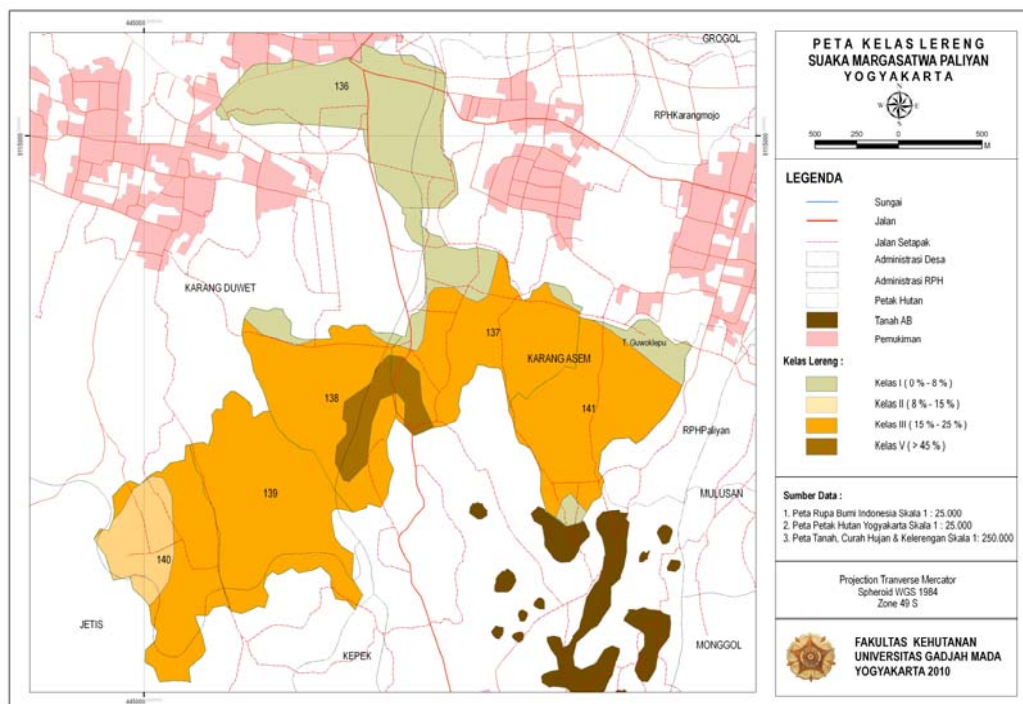 445000
GROGOL
136
RPHKarangmojo
9115000
9115000
KARANG DUWET
137
T. Guwoklepu
KARANG ASEM
138
141
RPHPaliyan
139
MULUSAN
140
JETIS
KEPEK
MONGGOL
445000
PETA KELAS LERENG
SUAKA MARGASATWA PALIYAN
YOGYAKARTA
N
W E
S
500 250 0 500
M
LEGENDA
Sungai
Jalan
Jalan Setapak
Administrasi Desa
Administrasi RPH
Petak Hutan
Tanah AB
Pemukiman
Kelas Lereng :
Kelas I ( 0 % - 8 % )
Kelas II ( 8 % - 15 % )
Kelas III ( 15 % - 25 % )
Kelas V ( > 45 % )
Sumber Data :
1. Peta Rupa Bumi Indonesia Skala 1 : 25.000
2. Peta Petak Hutan Yogyakarta Skala 1 : 25.000
3. Peta Tanah, Curah Hujan & Kelerengan Skala 1: 250.000
Projection Tranverse Mercator
Spheroid WGS 1984
Zone 49 S
FAKULTAS KEHUTANAN
UNIVERSITAS GADJAH MADA
YOGYAKARTA 2010